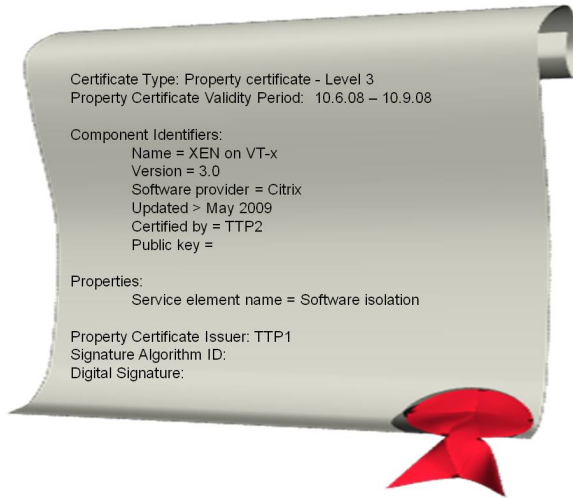 Certificate Type: Property certificate - Level 3
Property Certificate Validity Period: 10.6.08 – 10.9.08
Component Identifiers:
Name = XEN on VT-x
Version = 3.0
Software provider = Citrix
Updated > May 2009
Certified by = TTP2
Public key =
Properties:
Service element name = Software isolation
Property Certificate Issuer: TTP1
Signature Algorithm ID:
Digital Signature: